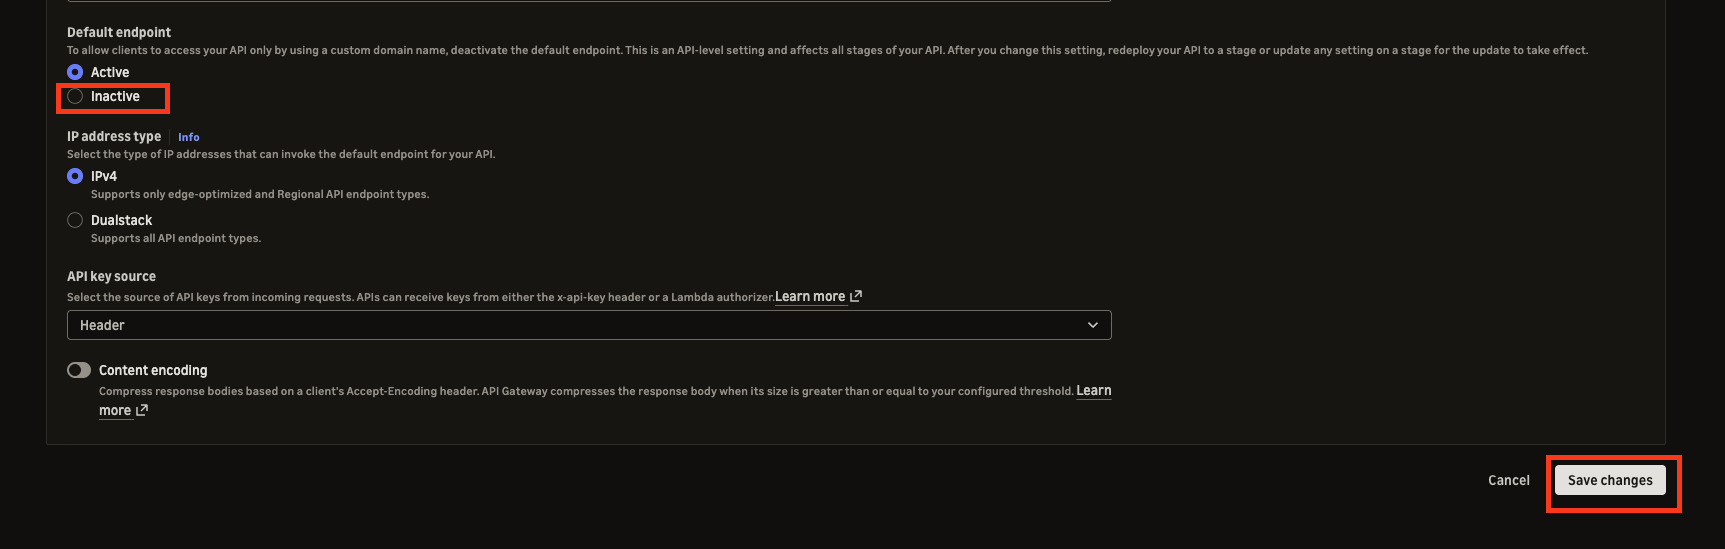 Default endpoint
To allow clients to access your API only by using a custom domain name, deactivate the default endpoint. This is an API-level setting and affects all stages of your API. After you change this setting, redeploy your API to a stage or update any setting on a stage for the update to take effect.
Active
Inactive
IP address type Info
Select the type of IP addresses that can invoke the default endpoint for your API.
IPv4
Supports only edge-optimized and Regional API endpoint types.
Dualstack
Supports all API endpoint types.
API key source
Select the source of API keys from incoming requests. APIs can receive keys from either the x-api-key header or a Lambda authorizer. Learn more
Header
Content encoding
Compress response bodies based on a client's Accept-Encoding header. API Gateway compresses the response body when its size is greater than or equal to your configured threshold. Learn
more
Cancel Save changes